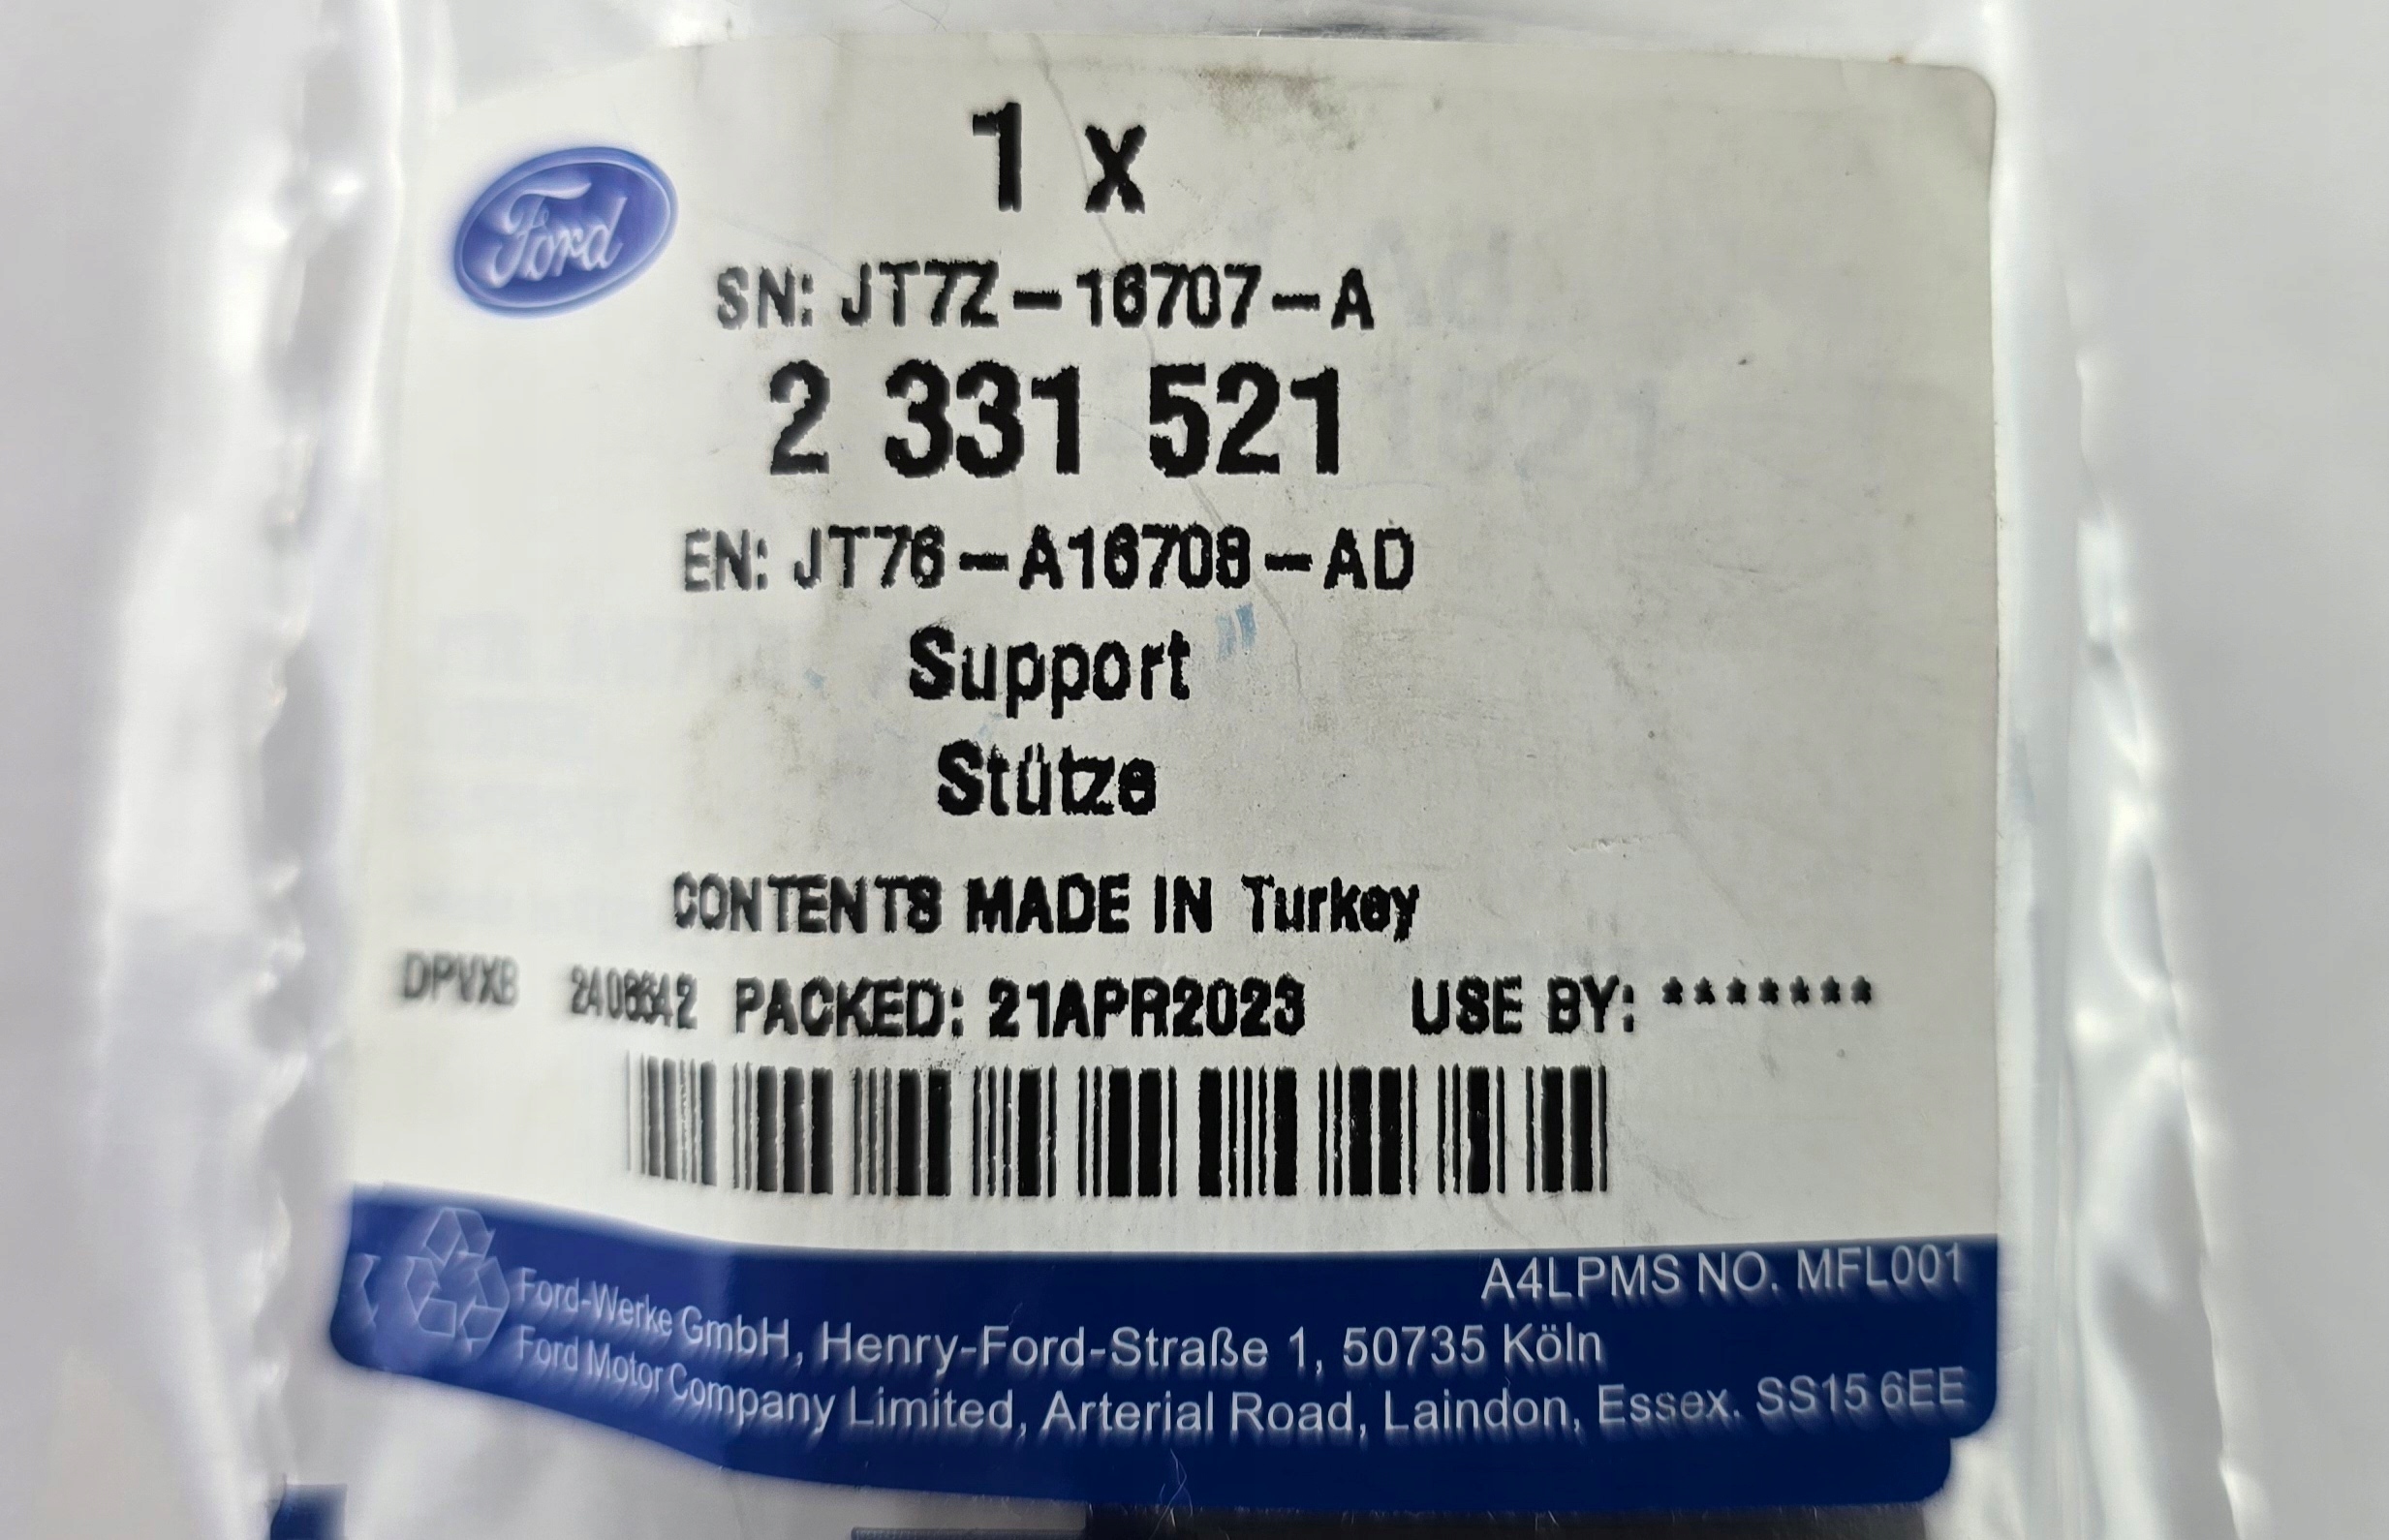 1 x
Ford
SN: JT7Z-16707-A
2 331 521
EN: JT76-A16708-AD
Support
Stütze
CONTENTS MADE IN Turkey
DPVXB 2408642 PACKED: 21APR2023 USE BY: *******
A4LPMS NO. MFL001
Ford-Werke GmbH, Henry-Ford-Straße 1, 50735 Köln
Ford Motor Company Limited, Arterial Road, Laindon, Essex. SS15 6EE